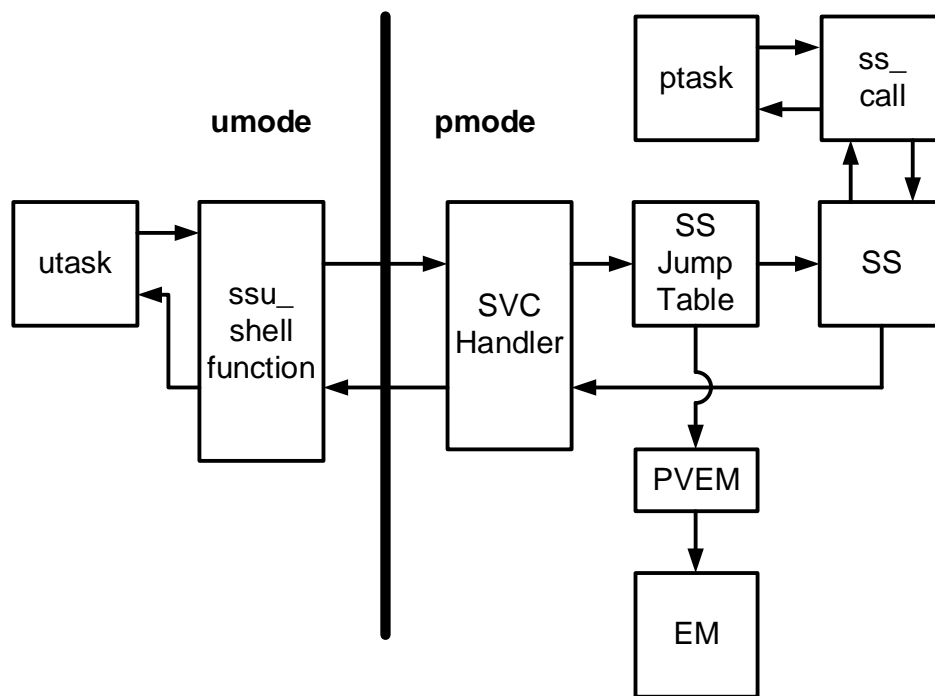 ptask
ss_
call
umode
pmode
utask
ssu_
shell
function
SVC
Handler
SS
Jump
Table
SS
PVEM
EM